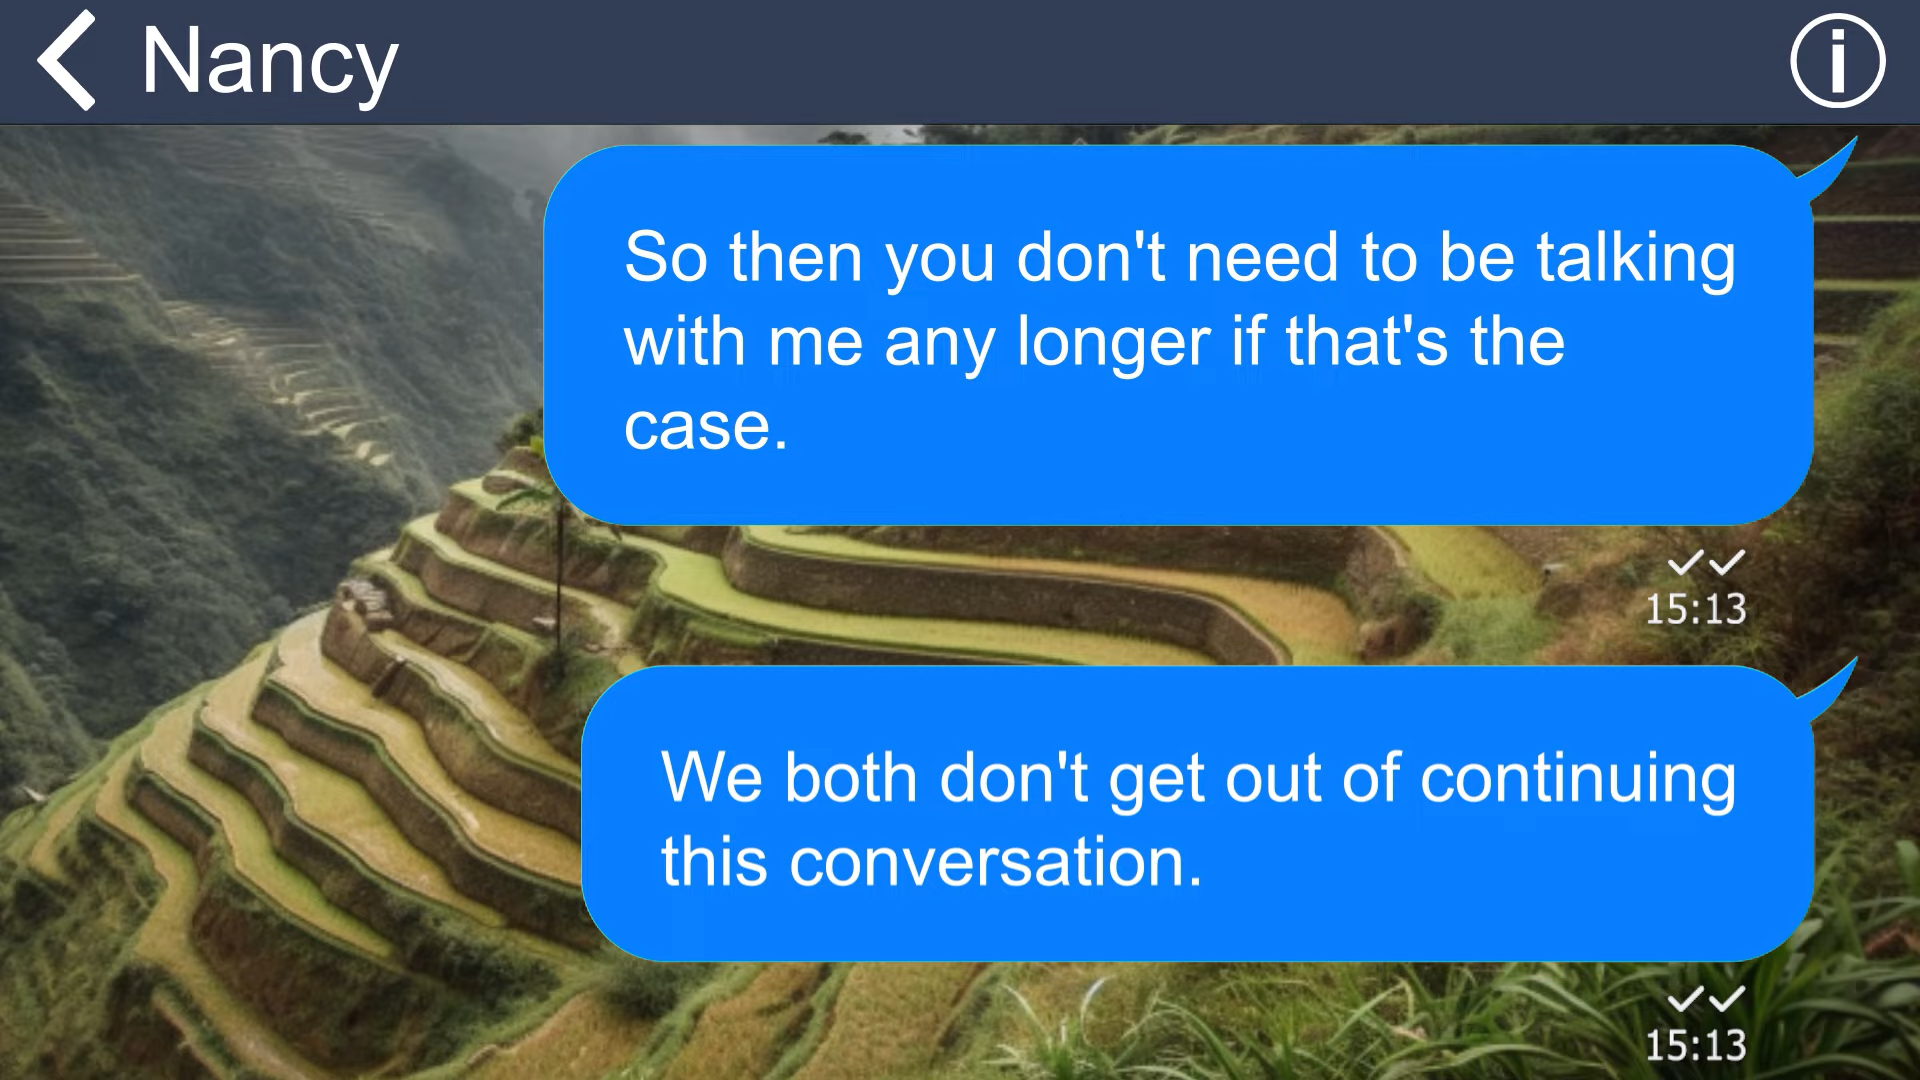 Nancy
So then you don't need to be talking
with me any longer if that's the
case.
15:13
We both don't get out of continuing
this conversation.
15:13